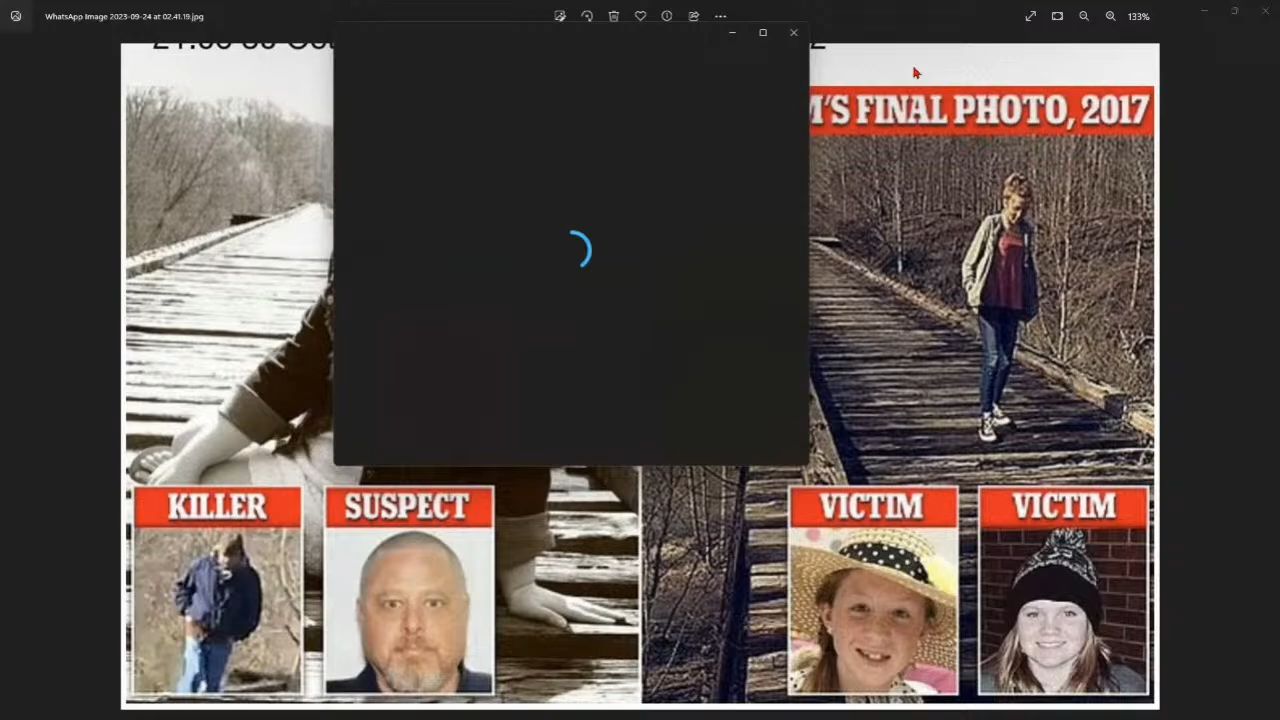 WhatsApp Image 2023-09-24 at 02.41.19.jpg
133%
M'S FINAL PHOTO, 2017
KILLER
SUSPECT
VICTIM
VICTIM